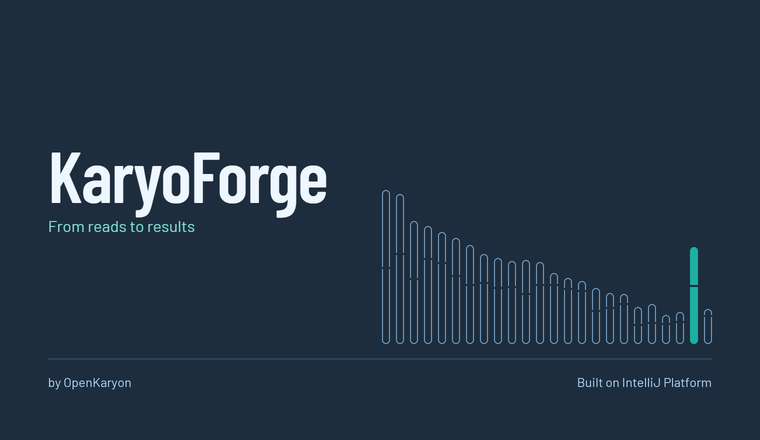 KaryoForge
From reads to results
by OpenKaryon
Built on IntelliJ Platform